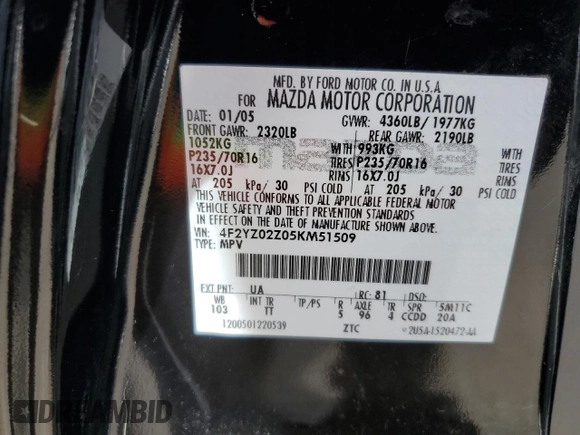 MFD. BY FORD MOTOR CO. IN U.S.A.
FOR MAZDA MOTOR CORPORATION
DATE: 01/05 GVWR: 4360LB/ 1977KG
FRONT GAWR: 2320LB REAR GAWR: 2190LB
1052KG WITH 993KG WITH
P235/70R16 TIRES P235/70R16 TIRES
16X7.0J RIMS 16X7.0J RIMS
AT 205 kPa/ 30 PSI COLD AT 205 kPa/ 30 PSI COLD
THIS VEHICLE CONFORMS TO ALL APPLICABLE FEDERAL MOTOR
VEHICLE SAFETY AND THEFT PREVENTION STANDARDS
IN EFFECT ON THE DATE OF MANUFACTURE SHOWN ABOVE.
VIN: 4F2YZ02Z05KM51509
TYPE: MPV
EXT PNT: UA RC: 81 DSO:
WB INT TR TP/PS R AXLE TR SPR 5M11C
103 TT 5 96 4 CCDD 20A
1200501220539 ZTC
DREAMBID